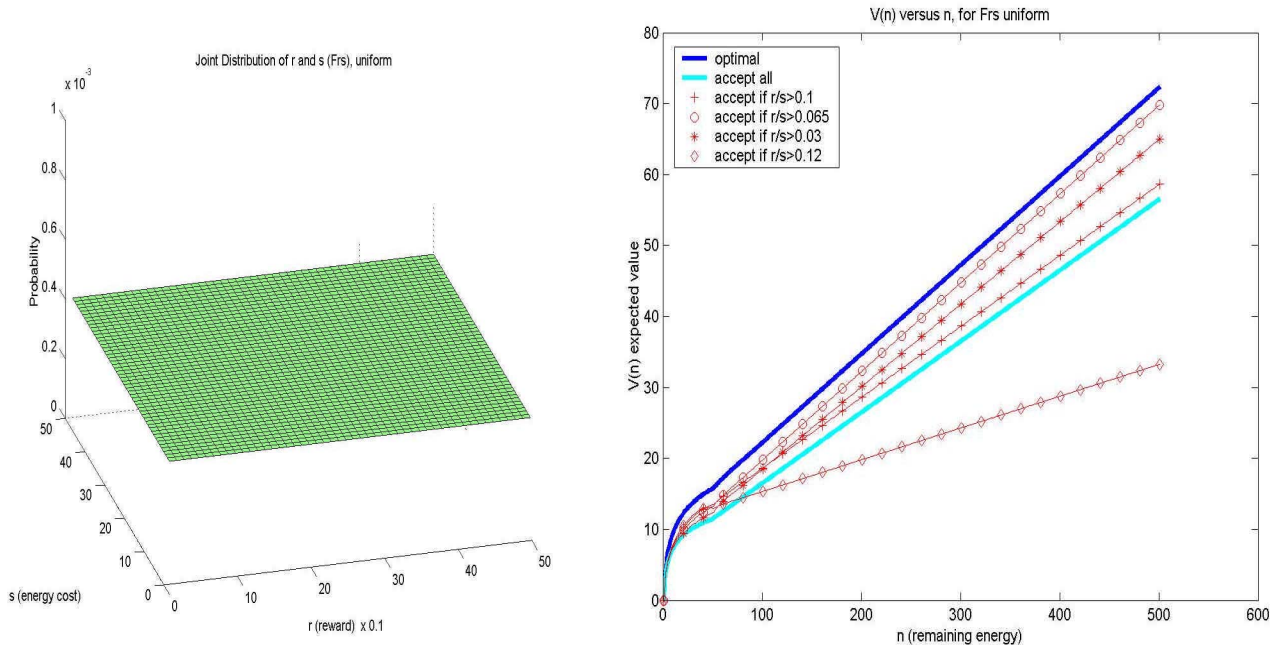 Joint Distribution of r and s (Frs), uniform
x 10^-3
1
0.8
0.6
0.4
0.2
0
Probability
50
40
30
20
10
0
s (energy cost)
0
10
20
30
40
50
r (reward) x 0.1
V(n) versus n, for Frs uniform
optimal
accept all
accept if r/s>0.1
accept if r/s>0.065
accept if r/s>0.03
accept if r/s>0.12
80
70
60
50
40
30
20
10
0
V(n) expected value
0
100
200
300
400
500
600
n (remaining energy)